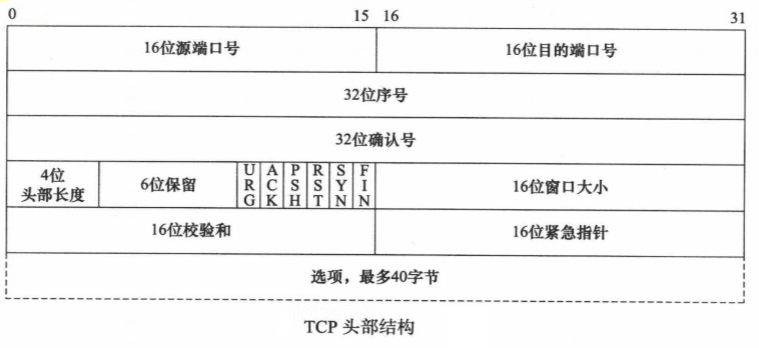 0 15 16 31
16位源端口号 16位目的端口号
32位序号
32位确认号
4位
头部长度 6位保留 URG ACK PSH RST SYN FIN 16位窗口大小
16位校验和 16位紧急指针
选项，最多40字节
TCP 头部结构